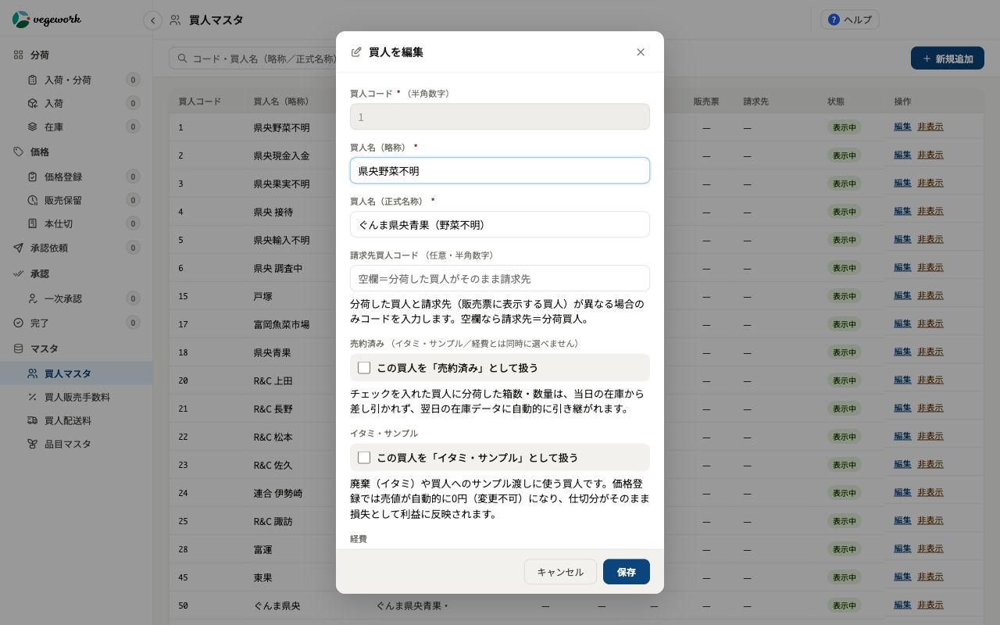 vegework
買人マスタ
ヘルプ
分荷
入荷・分荷 0
入荷 0
在庫 0
価格
価格登録 0
販売保留 0
本仕切 0
承認依頼 0
承認
一次承認 0
完了 0
マスタ
買人マスタ
買人販売手数料
買人配送料
品目マスタ
コード・買人名（略称／正式名称）
新規追加
買人コード 買人名（略称） 販売票 請求先 状態 操作
1 県央野菜不明 — — 表示中 編集 非表示
2 県央現金入金 — — 表示中 編集 非表示
3 県央果実不明 — — 表示中 編集 非表示
4 県央 接待 — — 表示中 編集 非表示
5 県央輸入不明 — — 表示中 編集 非表示
6 県央 調査中 — — 表示中 編集 非表示
15 戸塚 — — 表示中 編集 非表示
17 富岡魚菜市場 — — 表示中 編集 非表示
18 県央青果 — — 表示中 編集 非表示
20 R&C 上田 — — 表示中 編集 非表示
21 R&C 長野 — — 表示中 編集 非表示
22 R&C 松本 — — 表示中 編集 非表示
23 R&C 佐久 — — 表示中 編集 非表示
24 連合 伊勢崎 — — 表示中 編集 非表示
25 R&C 諏訪 — — 表示中 編集 非表示
28 富運 — — 表示中 編集 非表示
45 東果 — — 表示中 編集 非表示
50 ぐんま県央 ぐんま県央青果・ — — — — — 表示中 編集 非表示
買人を編集
買人コード * （半角数字）
1
買人名（略称） *
県央野菜不明
買人名（正式名称） *
ぐんま県央青果（野菜不明）
請求先買人コード （任意・半角数字）
空欄＝分荷した買人がそのまま請求先
分荷した買人と請求先（販売票に表示する買人）が異なる場合の
みコードを入力します。空欄なら請求先＝分荷買人。
売約済み （イタミ・サンプル／経費とは同時に選べません）
この買人を「売約済み」として扱う
チェックを入れた買人に分荷した箱数・数量は、当日の在庫から
差し引かれず、翌日の在庫データに自動的に引き継がれます。
イタミ・サンプル
この買人を「イタミ・サンプル」として扱う
廃棄（イタミ）や買人へのサンプル渡しに使う買人です。価格登
録では売値が自動的に0円（変更不可）になり、仕切分がそのまま
損失として利益に反映されます。
経費
キャンセル
保存